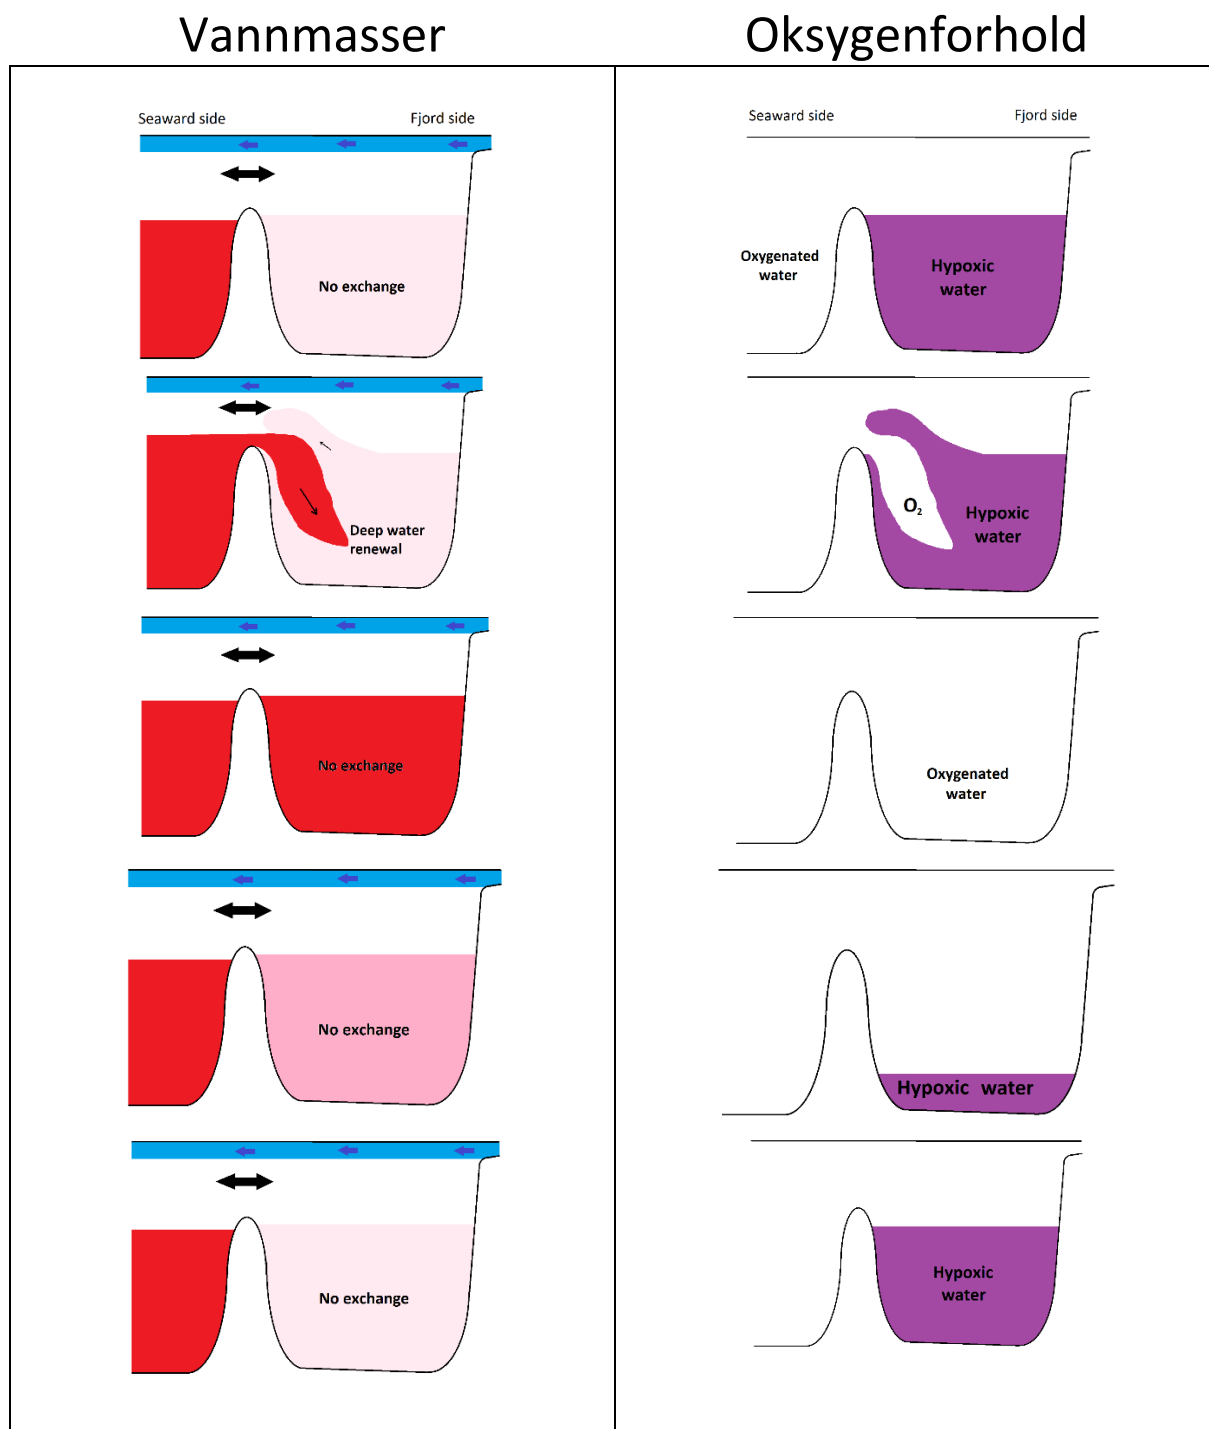 Vannmasser
Oksygenforhold
Seaward side
Fjord side
Seaward side
Fjord side
No exchange
Oxygenated
water
Hypoxic
water
Deep water
renewal
O₂
Hypoxic
water
No exchange
Oxygenated
water
No exchange
Hypoxic water
No exchange
Hypoxic
water